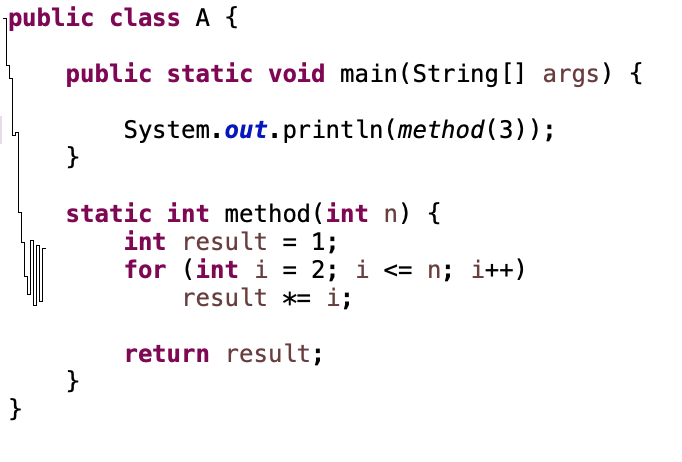 public class A {
public static void main(String[] args) {
System.out.println(method(3));
}
static int method(int n) {
int result = 1;
for (int i = 2; i <= n; i++)
result *= i;
return result;
}
}